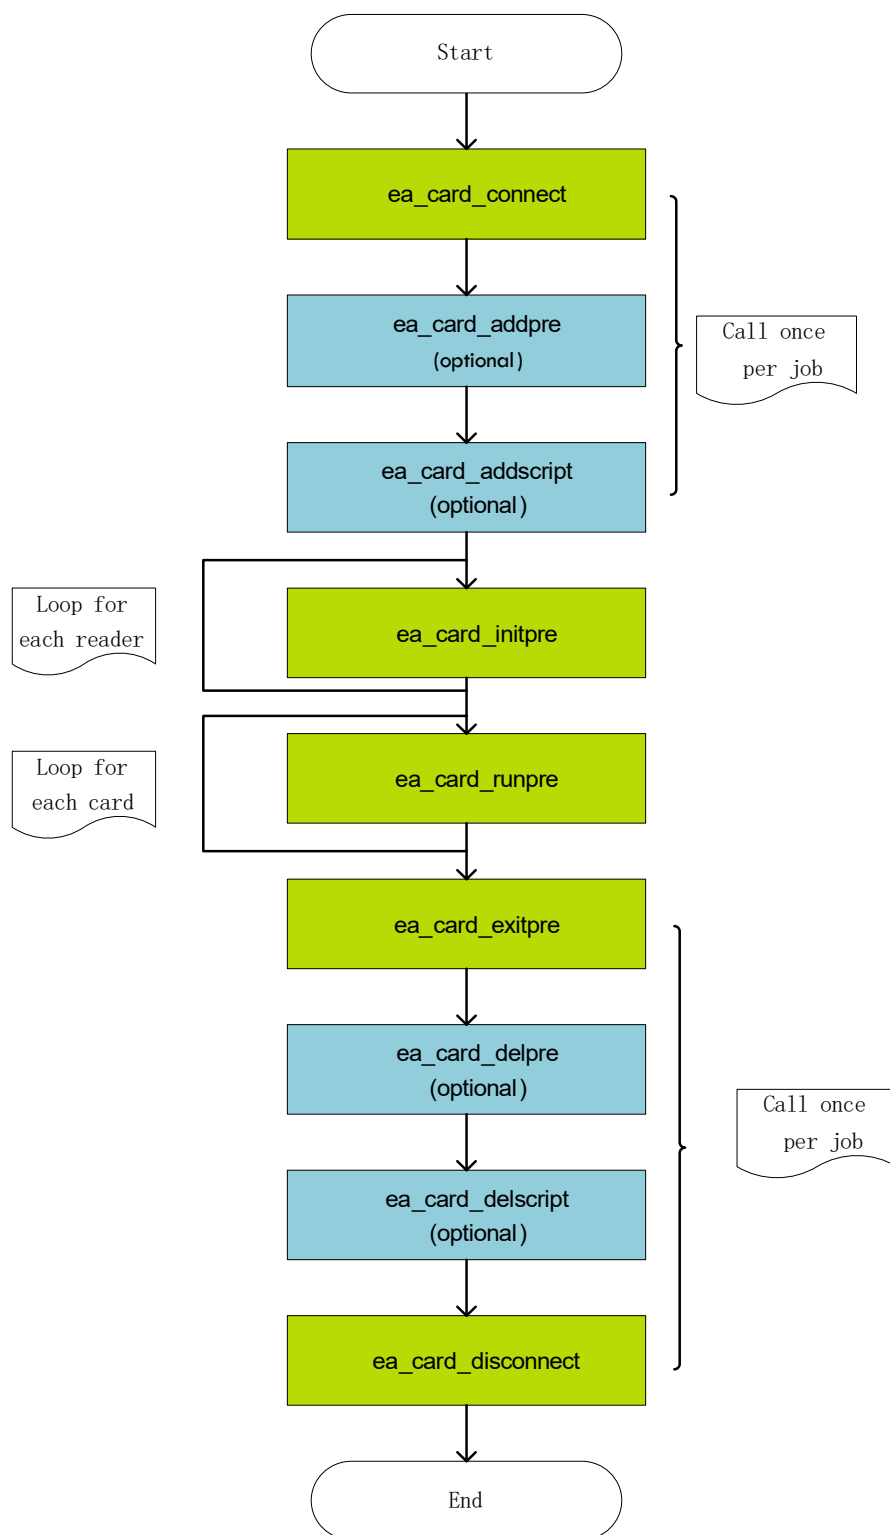 Start
ea_card_connect
ea_card_addpre
(optional)
Call once
per job
ea_card_addscript
(optional)
Loop for
each reader
ea_card_initpre
Loop for
each card
ea_card_runpre
ea_card_exitpre
ea_card_delpre
(optional)
Call once
per job
ea_card_delscript
(optional)
ea_card_disconnect
End